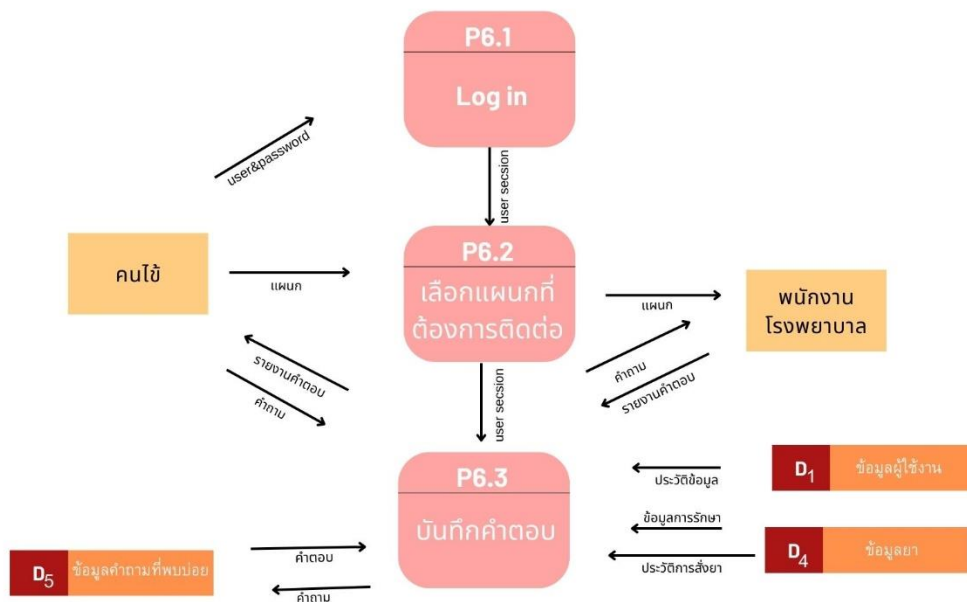 P6.1
Log in
user&password
user secsion
P6.2
เลือกแผนกที่
ต้องการติดต่อ
คนไข้
แผนก
แผนก
พนักงาน
โรงพยาบาล
รายงานคำตอบ
คำถาม
คำถาม
รายงานคำตอบ
user secsion
P6.3
บันทึกคำตอบ
D1
ข้อมูลผู้ใช้งาน
ประวัติข้อมูล
ข้อมูลการรักษา
D4
ข้อมูลยา
ประวัติการสั่งยา
D5
ข้อมูลคำถามที่พบบ่อย
คำตอบ
คำถาม